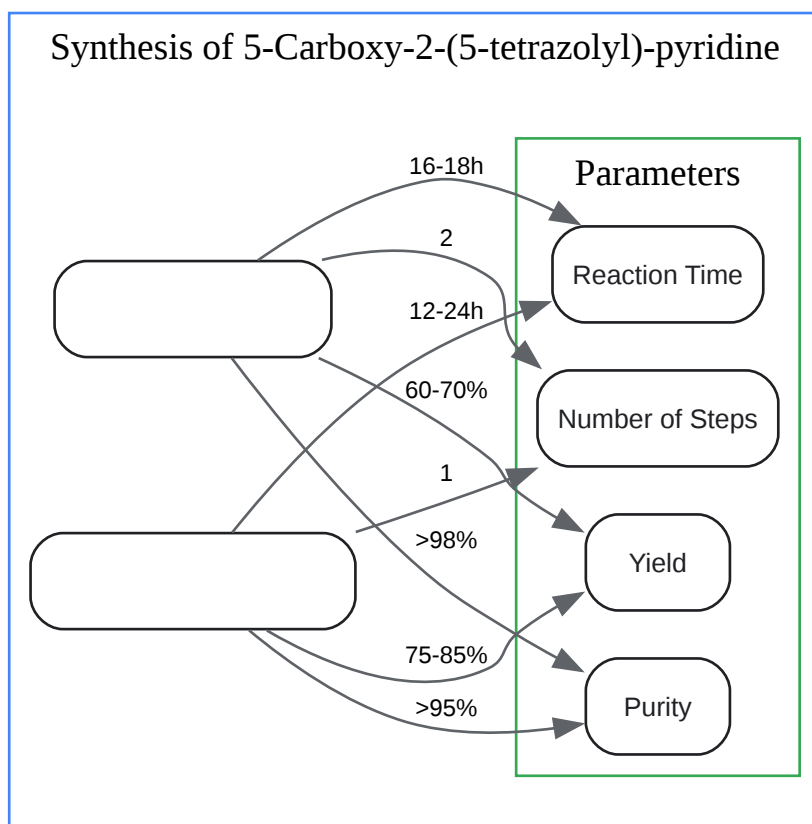 Synthesis of 5-Carboxy-2-(5-tetrazolyl)-pyridine
Parameters
16-18h
Reaction Time
2
12-24h
60-70%
Number of Steps
1
>98%
Yield
75-85%
>95%
Purity